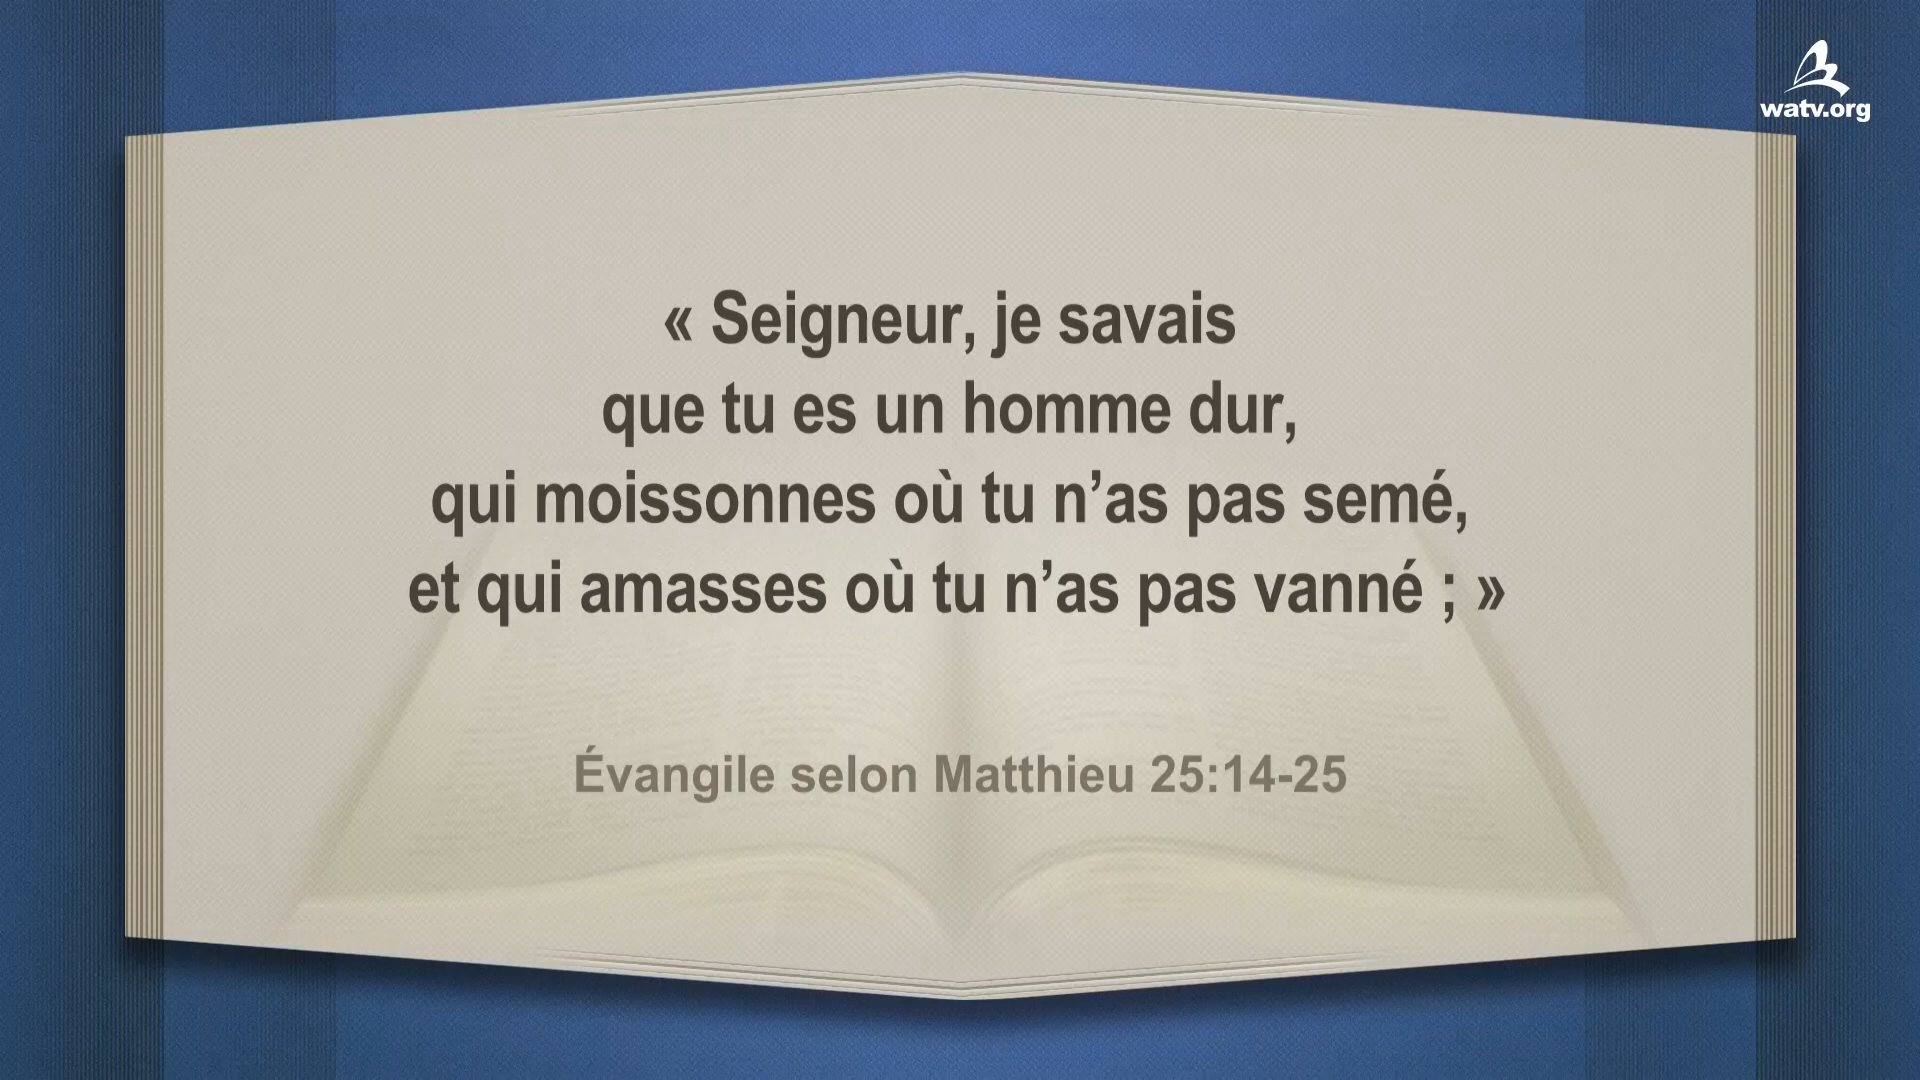 watv.org
« Seigneur, je savais
que tu es un homme dur,
qui moissonnes où tu n’as pas semé,
et qui amasses où tu n’as pas vanné ; »
Évangile selon Matthieu 25:14-25